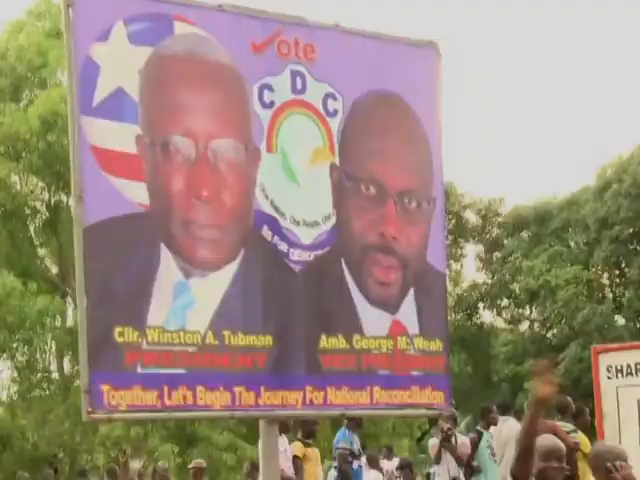 Vote
CDC
Cllr. Winston A. Tubman
PRESIDENT
Amb. George M. Weah
VICE PRESIDENT
Together, Let's Begin The Journey For National Reconciliation
SHAR